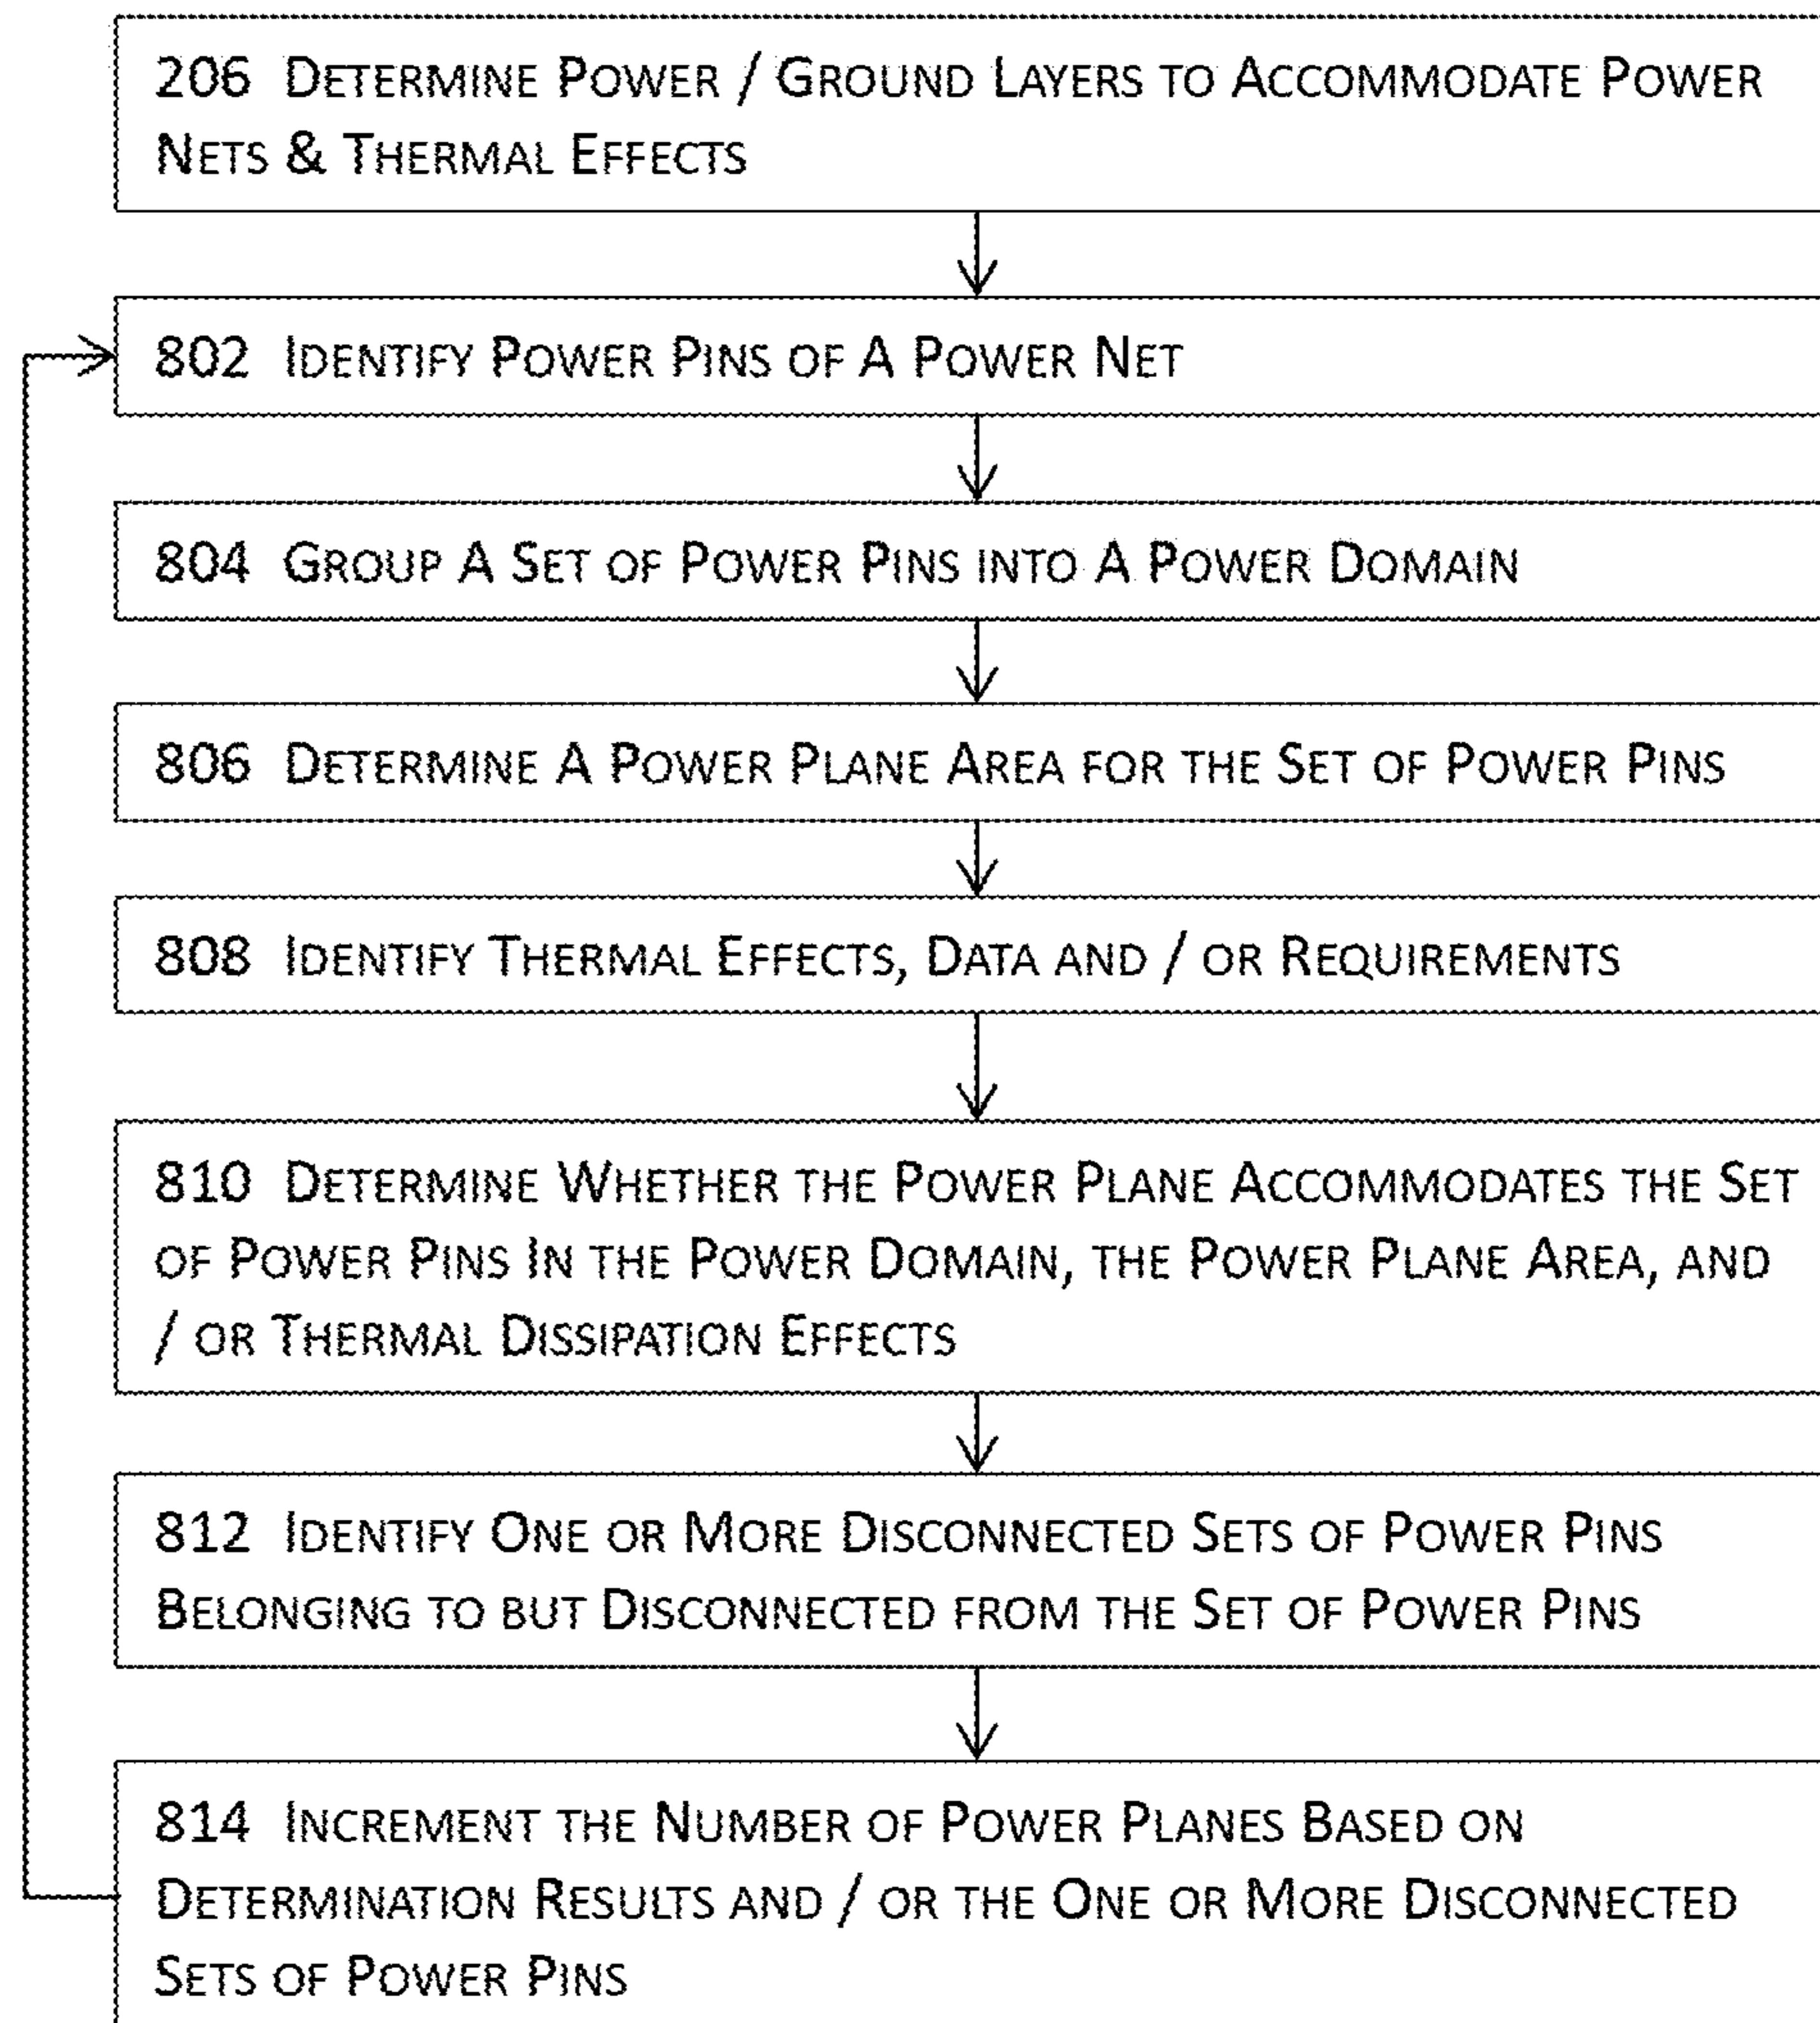 206 DETERMINE POWER / GROUND LAYERS TO ACCOMMODATE POWER
NETS & THERMAL EFFECTS
802 IDENTIFY POWER PINS OF A POWER NET
804 GROUP A SET OF POWER PINS INTO A POWER DOMAIN
806 DETERMINE A POWER PLANE AREA FOR THE SET OF POWER PINS
808 IDENTIFY THERMAL EFFECTS, DATA AND / OR REQUIREMENTS
810 DETERMINE WHETHER THE POWER PLANE ACCOMMODATES THE SET
OF POWER PINS IN THE POWER DOMAIN, THE POWER PLANE AREA, AND
/ OR THERMAL DISSIPATION EFFECTS
812 IDENTIFY ONE OR MORE DISCONNECTED SETS OF POWER PINS
BELONGING TO BUT DISCONNECTED FROM THE SET OF POWER PINS
814 INCREMENT THE NUMBER OF POWER PLANES BASED ON
DETERMINATION RESULTS AND / OR THE ONE OR MORE DISCONNECTED
SETS OF POWER PINS